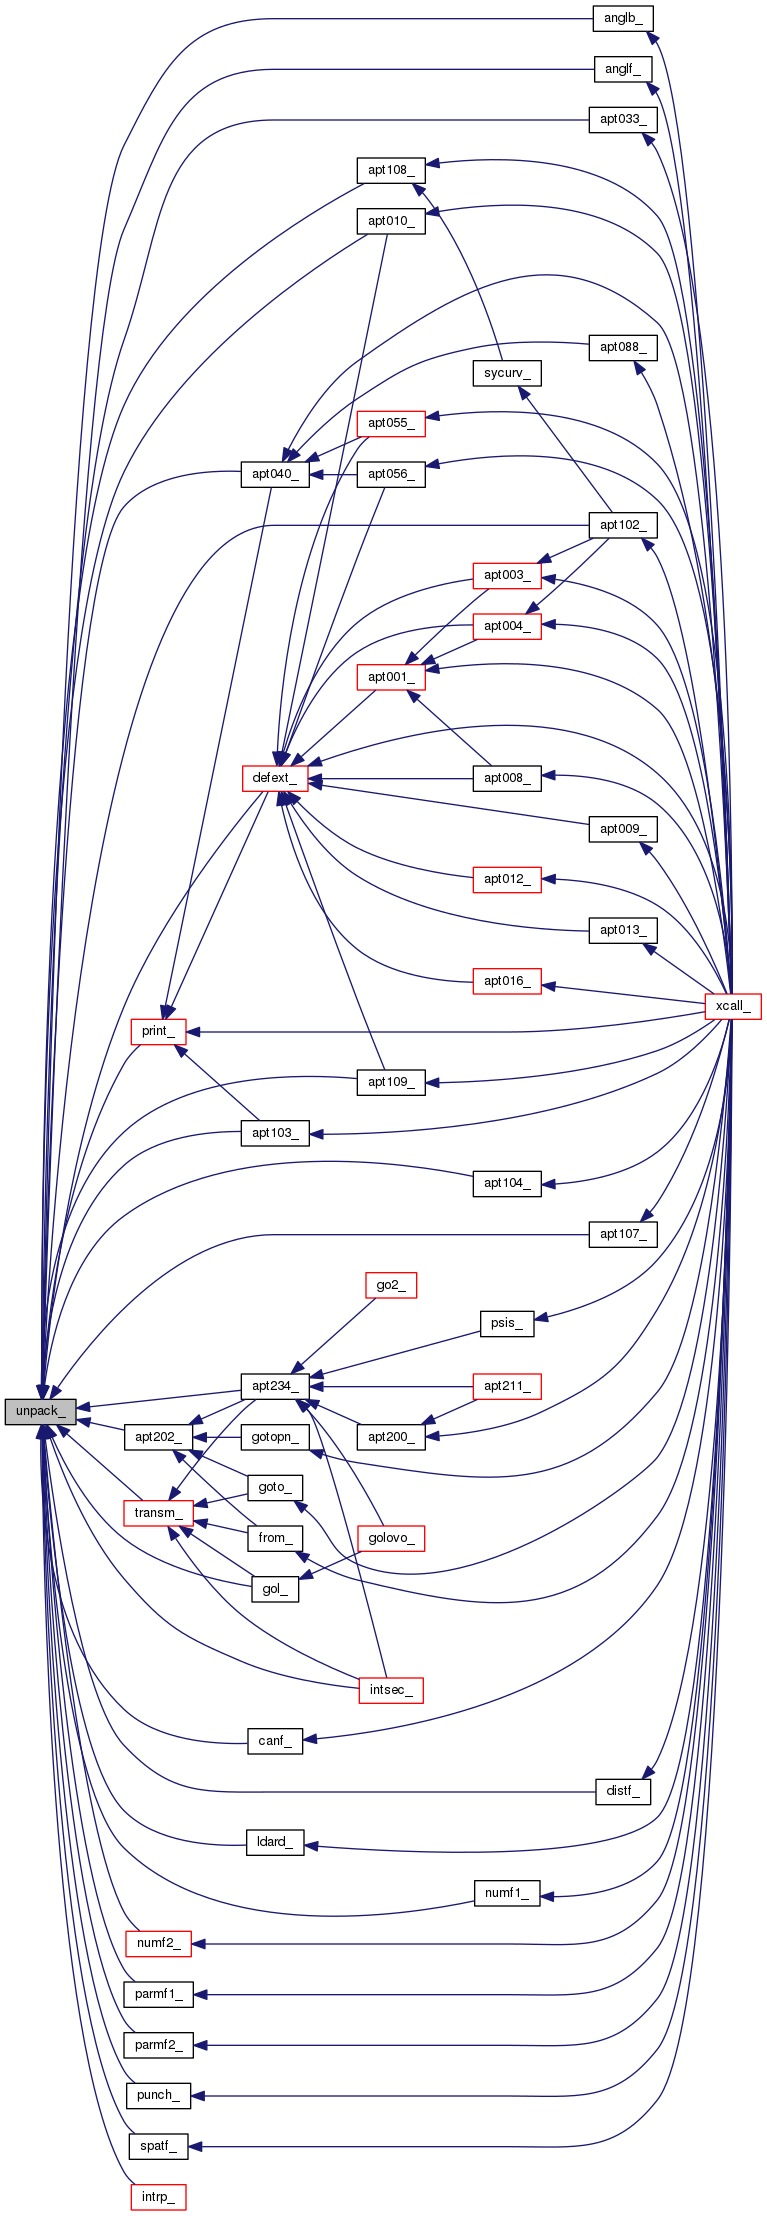 anglb_
anglf_
apt033_
apt108_
apt010_
apt088_
sycurv_
apt055_
apt040_
apt056_
apt102_
apt003_
apt004_
apt001_
defext_
apt008_
apt009_
apt012_
apt013_
apt016_
xcall_
print_
apt109_
apt103_
apt104_
apt107_
go2_
psis_
apt234_
apt211_
unpack_
apt202_
gotopn_
apt200_
goto_
transm_
from_
golovo_
gol_
intsec_
canf_
distf_
ldard_
numf1_
numf2_
parmf1_
parmf2_
punch_
spatf_
intrp_